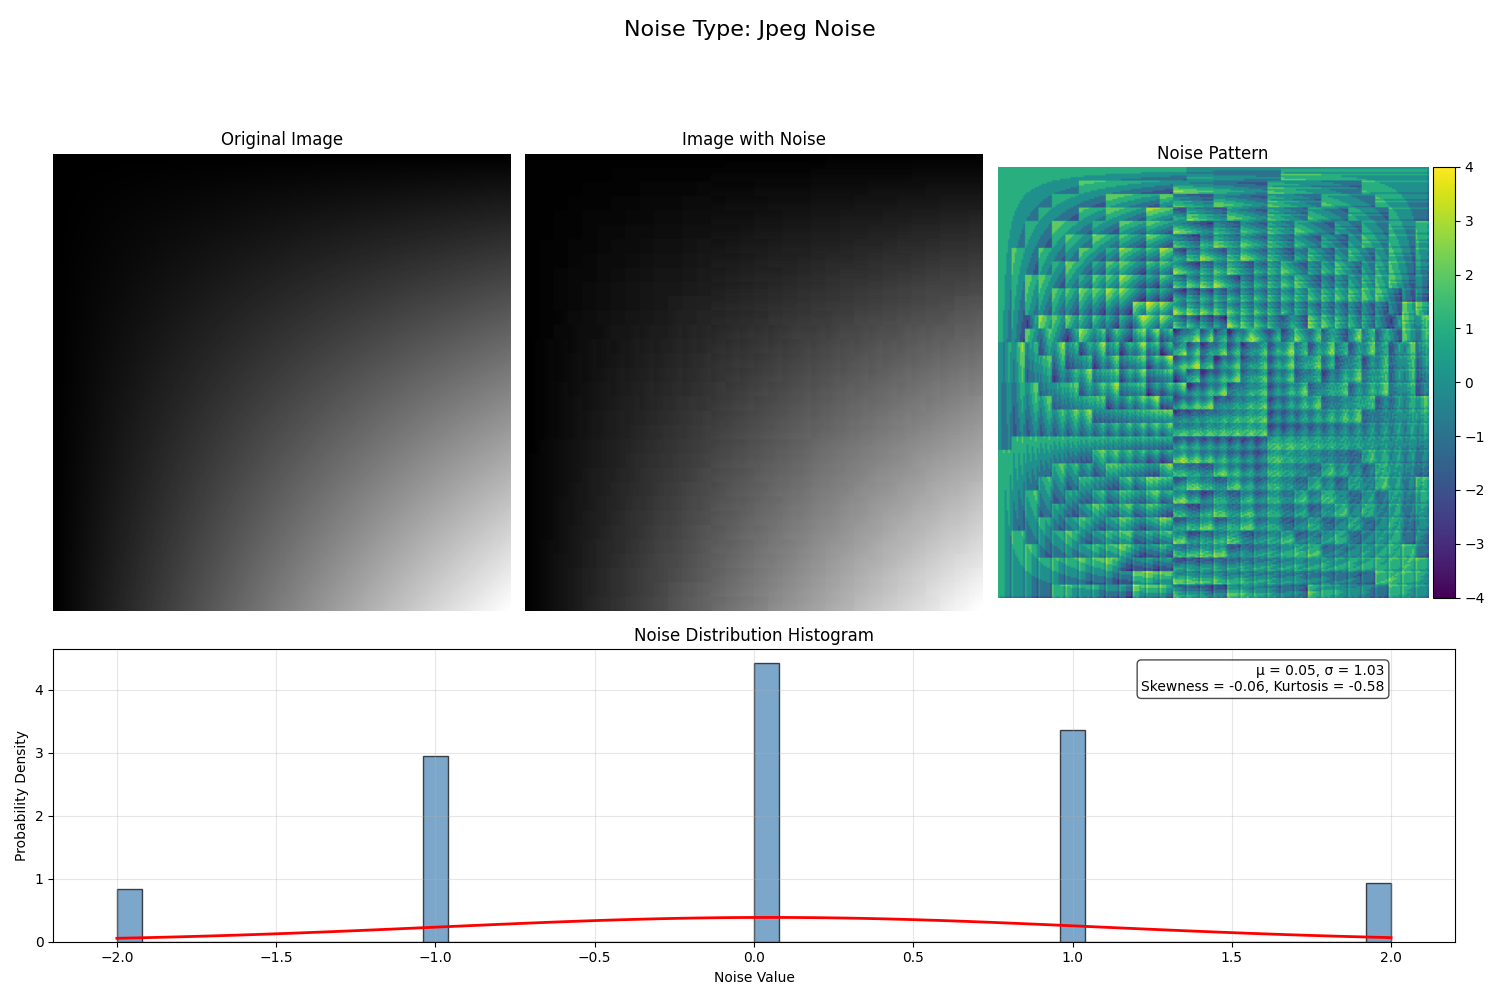 Noise Type: Jpeg Noise
Original Image
Image with Noise
Noise Pattern
4
3
2
1
0
−1
−2
−3
−4
Noise Distribution Histogram
μ = 0.05, σ = 1.03
Skewness = -0.06, Kurtosis = -0.58
Probability Density
4
3
2
1
0
−2.0 −1.5 −1.0 −0.5 0.0 0.5 1.0 1.5 2.0
Noise Value